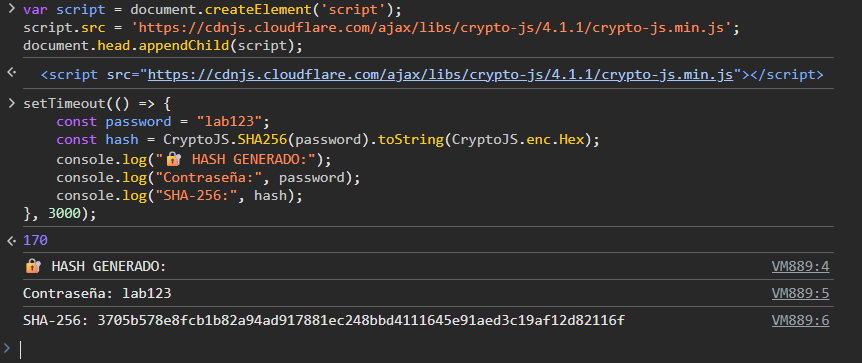 > var script = document.createElement('script');
script.src = 'https://cdnjs.cloudflare.com/ajax/libs/crypto-js/4.1.1/crypto-js.min.js';
document.head.appendChild(script);
<script src="https://cdnjs.cloudflare.com/ajax/libs/crypto-js/4.1.1/crypto-js.min.js"></script>
> setTimeout(() => {
const password = "lab123";
const hash = CryptoJS.SHA256(password).toString(CryptoJS.enc.Hex);
console.log("🔐 HASH GENERADO:");
console.log("Contraseña:", password);
console.log("SHA-256:", hash);
}, 3000);
170
🔐 HASH GENERADO: VM889:4
Contraseña: lab123 VM889:5
SHA-256: 3705b578e8fcb1b82a94ad917881ec248bbd4111645e91aed3c19af12d82116f VM889:6
>